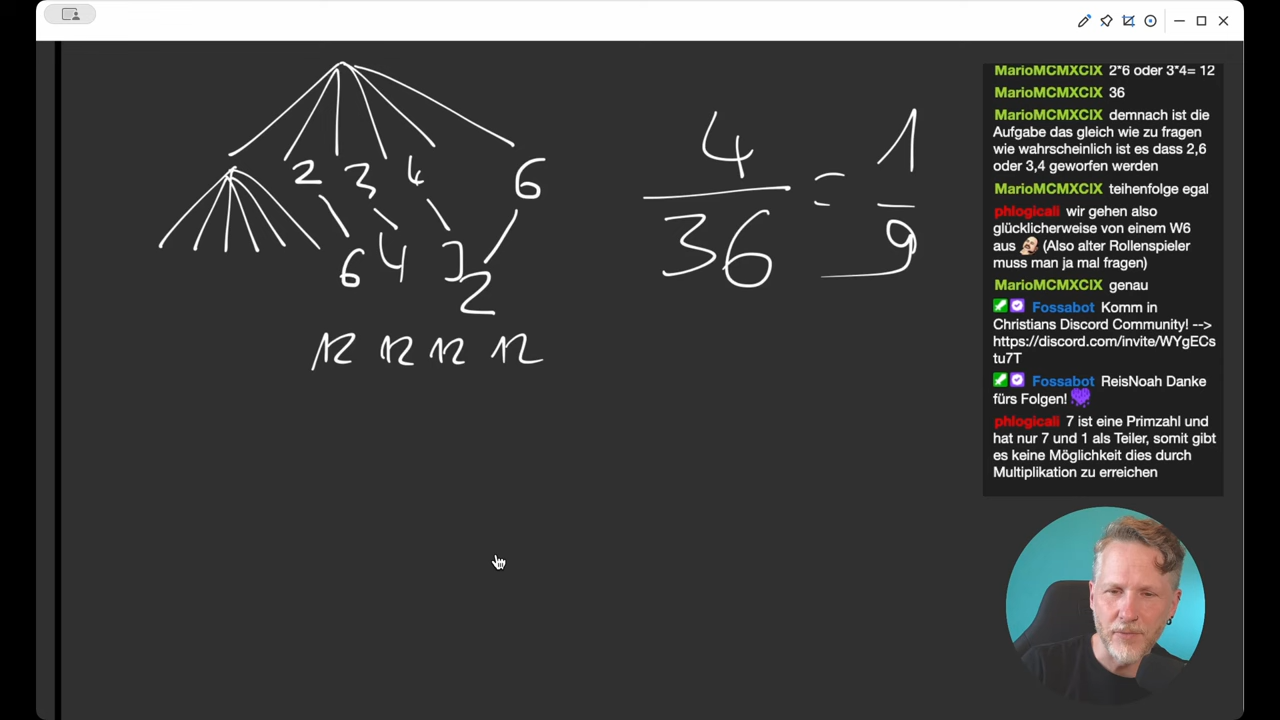 2 3 4 6
6 4 3 2
12 12 12 12
4/36 = 1/9
MarioMCMXCIX 2*6 oder 3*4= 12
MarioMCMXCIX 36
MarioMCMXCIX demnach ist die
Aufgabe das gleich wie zu fragen
wie wahrscheinlich ist es dass 2,6
oder 3,4 geworfen werden
MarioMCMXCIX teihenfolge egal
phlogicali wir gehen also
glücklicherweise von einem W6
aus (Also alter Rollenspieler
muss man ja mal fragen)
MarioMCMXCIX genau
Fossabot Komm in
Christians Discord Community! -->
https://discord.com/invite/WYgECs
tu7T
Fossabot ReisNoah Danke
fürs Folgen!
phlogicali 7 ist eine Primzahl und
hat nur 7 und 1 als Teiler, somit gibt
es keine Möglichkeit dies durch
Multiplikation zu erreichen